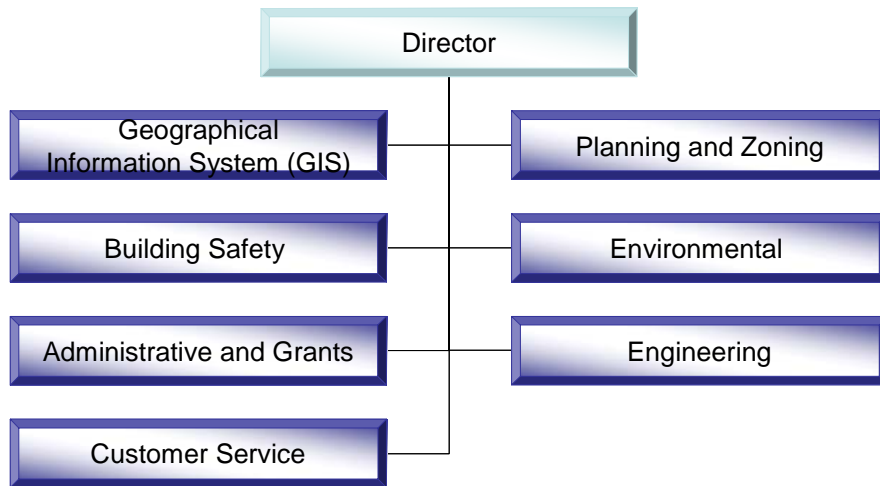 Director
Geographical
Information System (GIS)
Planning and Zoning
Building Safety
Environmental
Administrative and Grants
Engineering
Customer Service